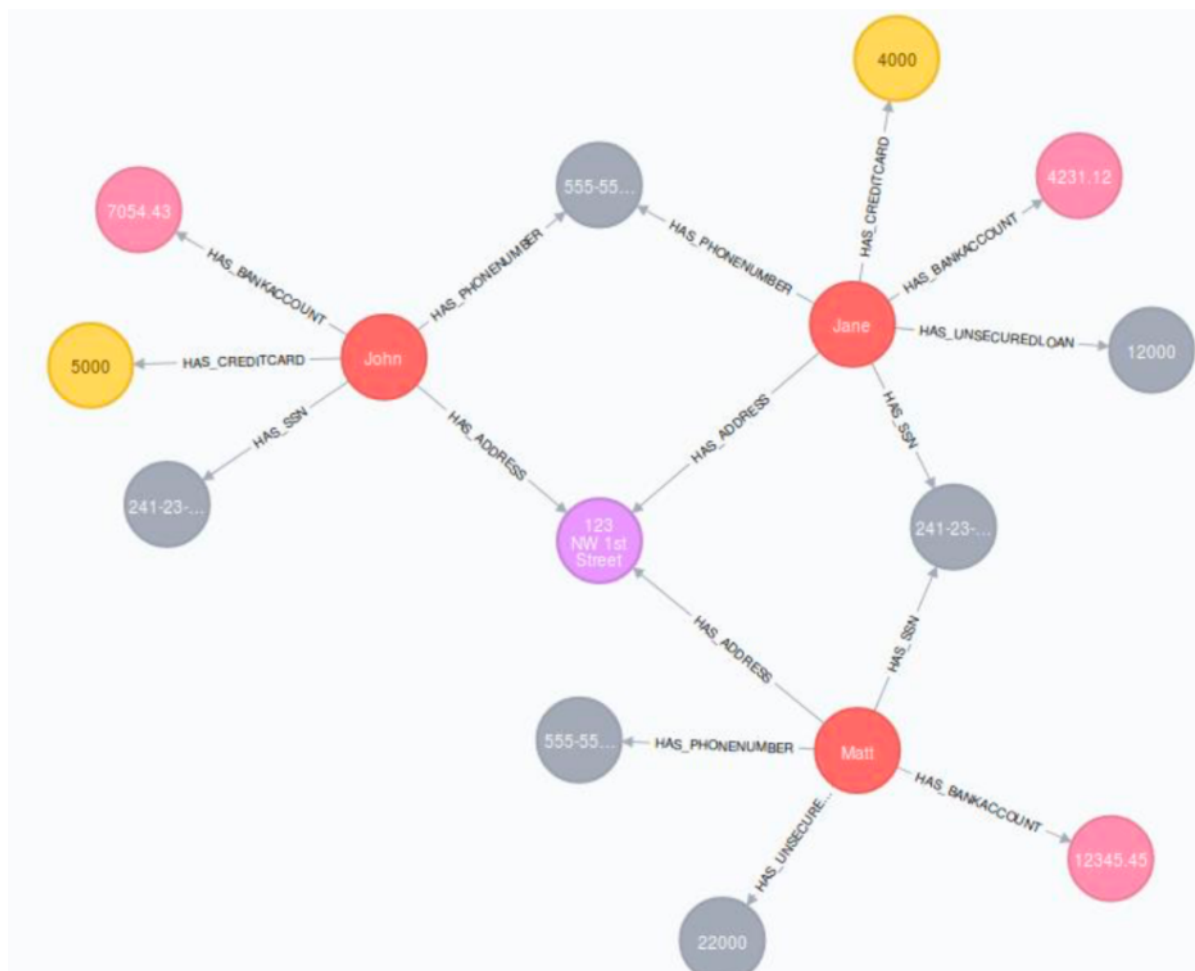 4000
4231.12
555-55...
7054.43
HAS_CREDITCARD
HAS_PHONENUMBER
HAS_PHONENUMBER
HAS_BANKACCOUNT
HAS_BANKACCOUNT
Jane
HAS_UNSECUREDLOAN
12000
5000
HAS_CREDITCARD
John
HAS_SSN
HAS_ADDRESS
HAS_ADDRESS
HAS_SSN
241-23-...
123
NW 1st
Street
241-23-...
HAS_ADDRESS
HAS_SSN
555-55...
HAS_PHONENUMBER
Matt
HAS_BANKACCOUNT
HAS_UNSECURE...
12345.45
22000